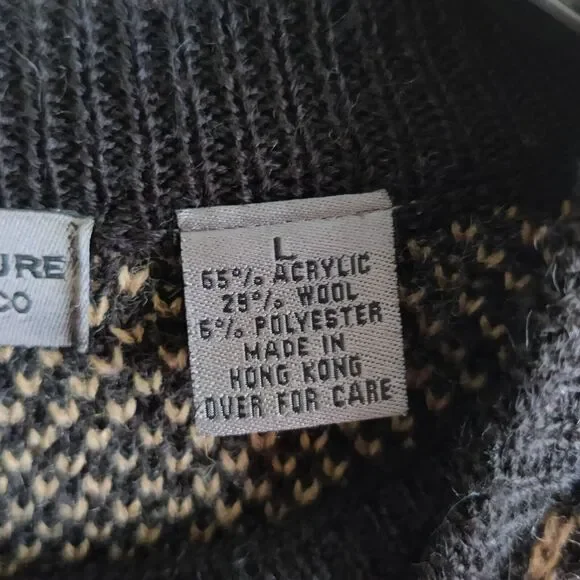 URE
CO
L
65% ACRYLIC
29% WOOL
6% POLYESTER
MADE IN
HONG KONG
OVER FOR CARE